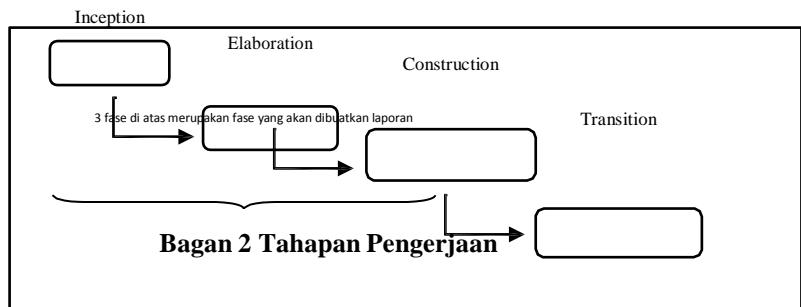 Inception
Elaboration
Construction
3 fase di atas merupakan fase yang akan dibuatkan laporan
Transition
Bagan 2 Tahapan Pengerjaan